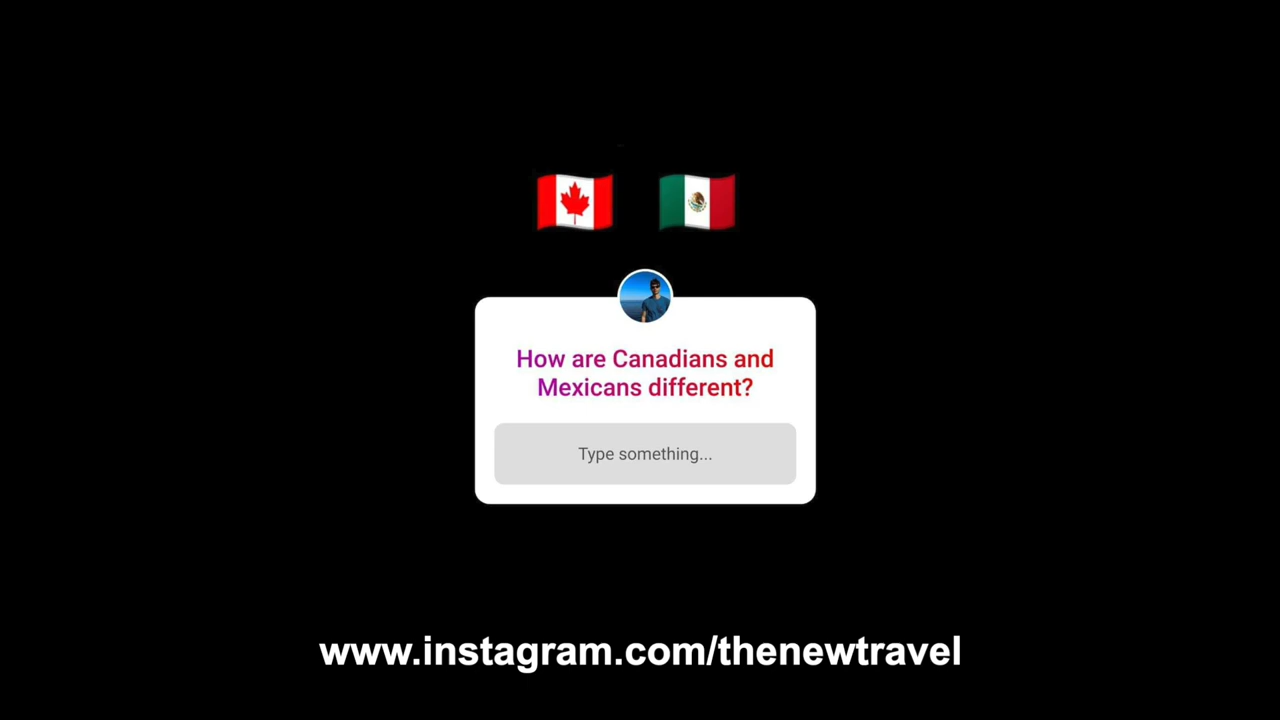 How are Canadians and
Mexicans different?
Type something...
www.instagram.com/thenewtravel